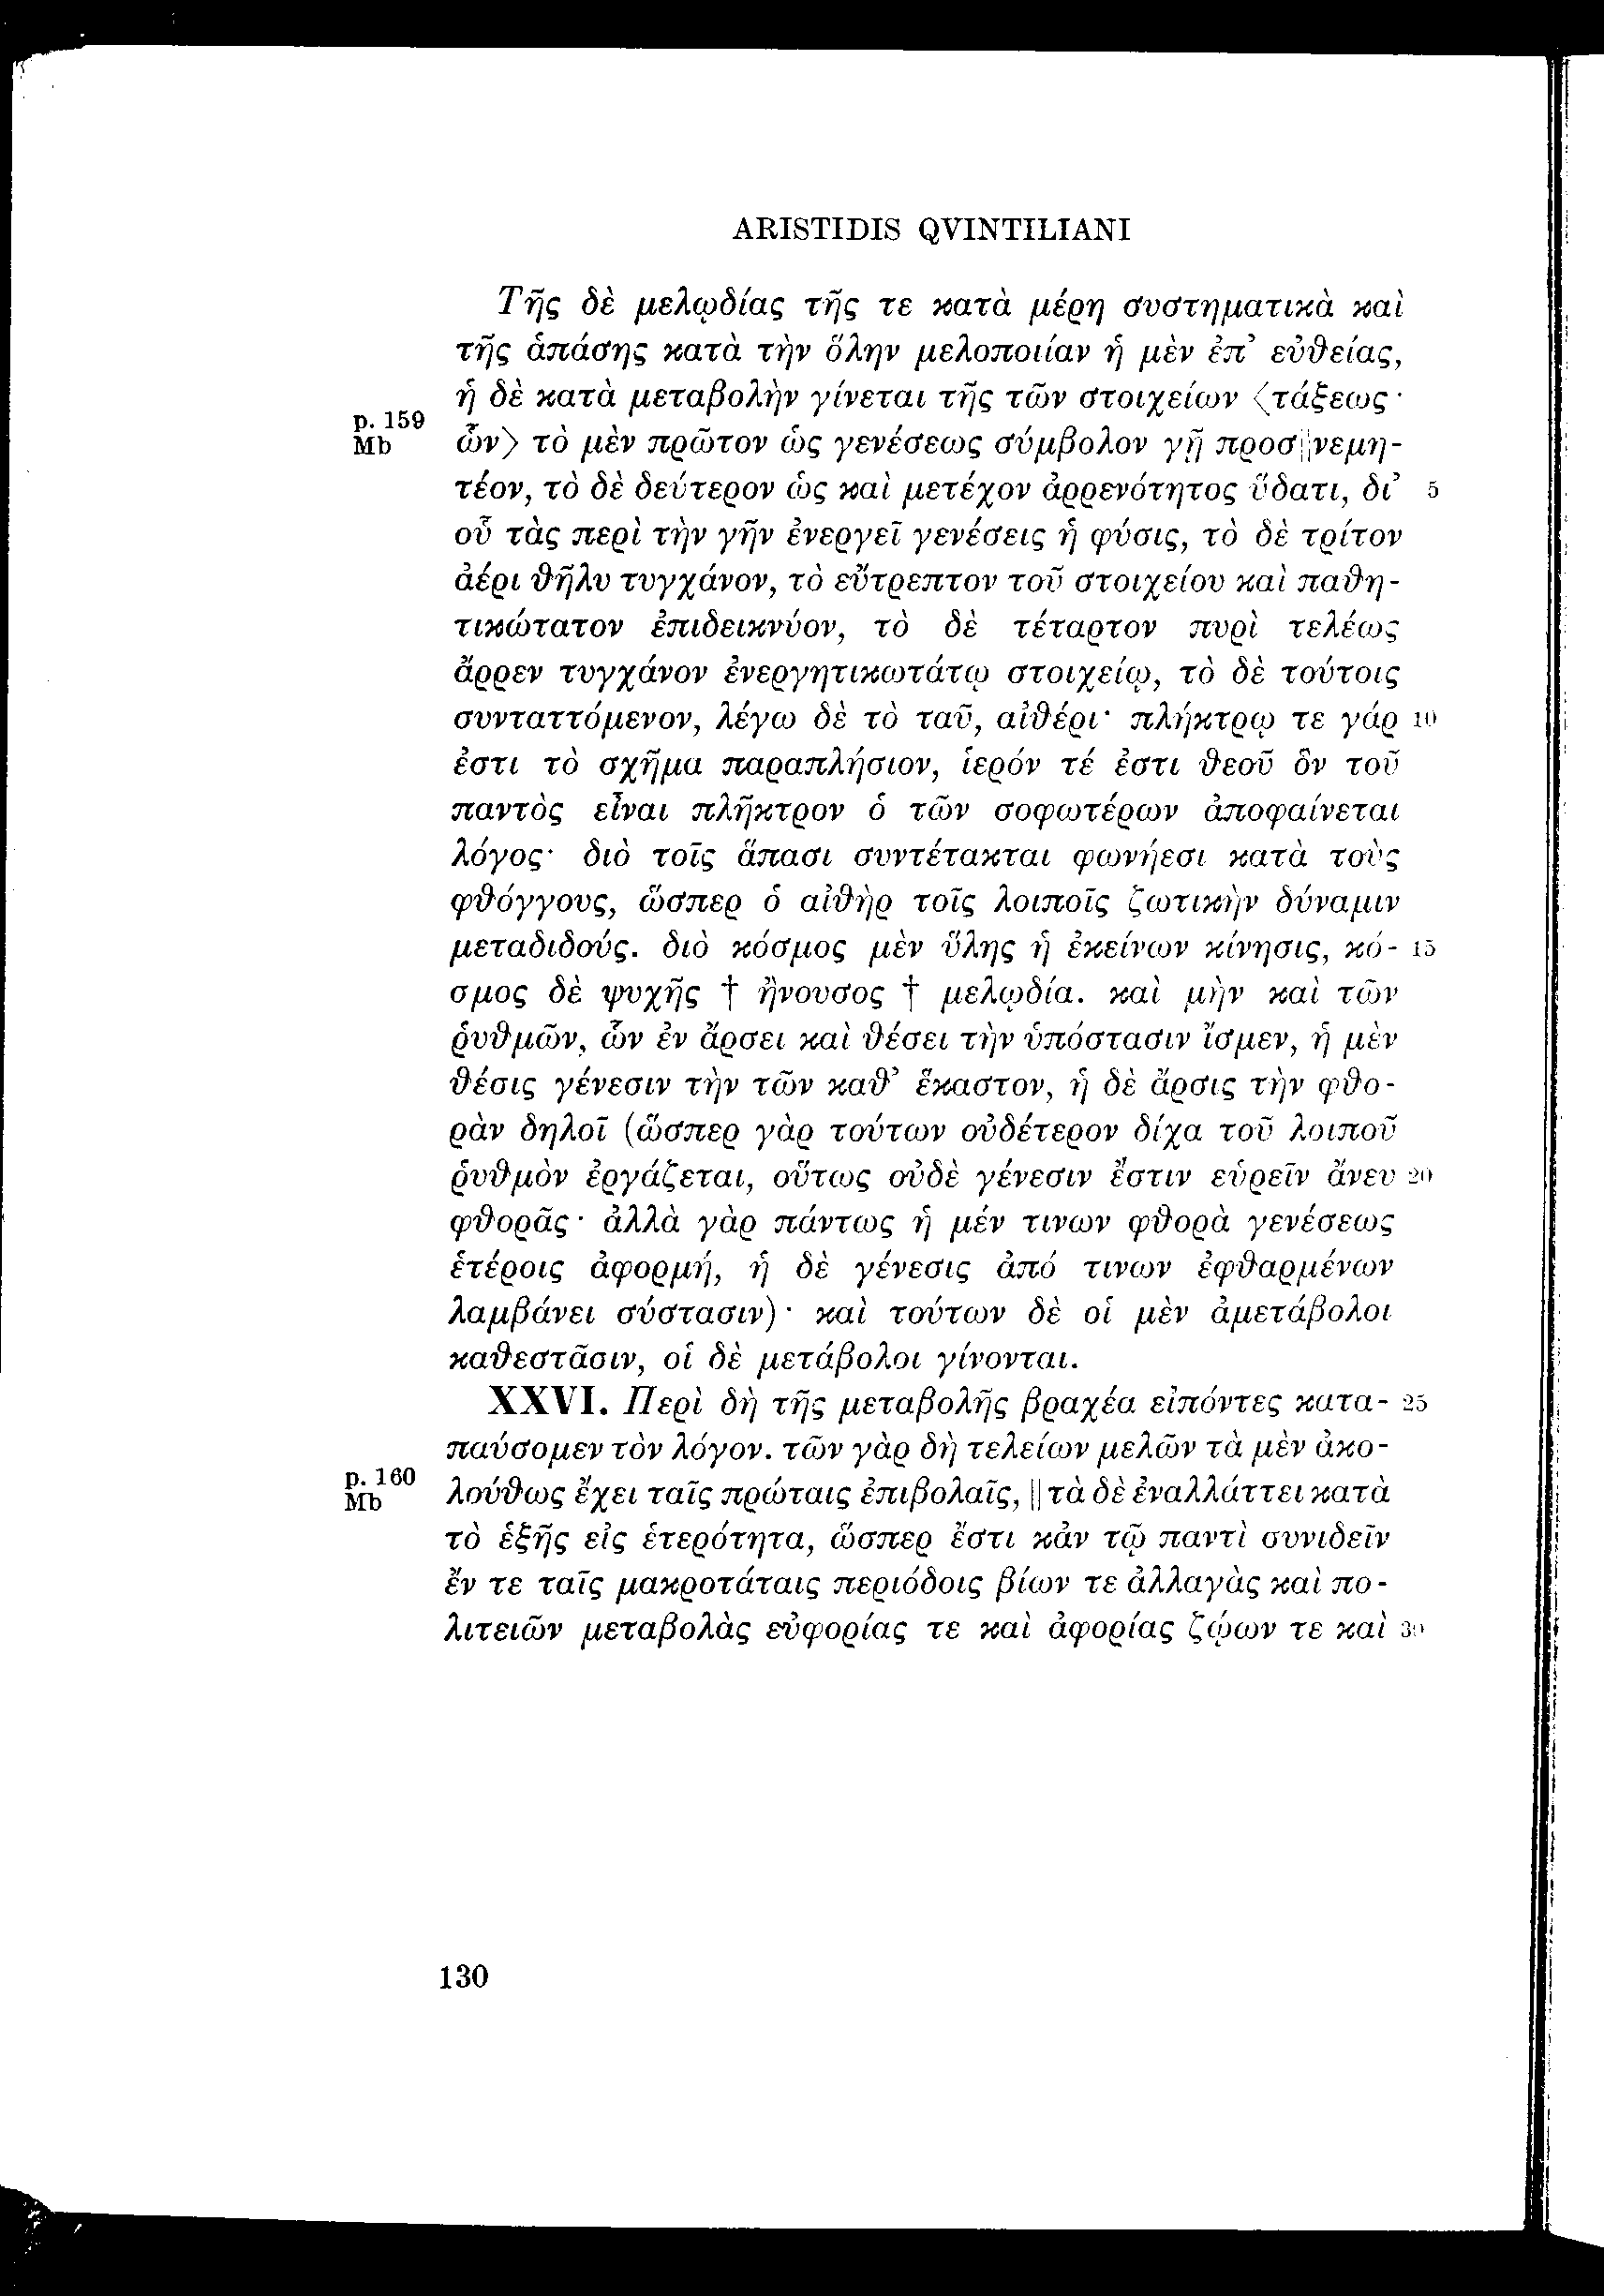 ARISTIDIS QVINTILIANI
Τῆς δὲ μελῳδίας τῆς τε κατὰ μέρη συστηματικὰ καὶ
τῆς ἁπάσης κατὰ τὴν ὅλην μελοποιίαν ἡ μὲν ἐπ’ εὐθείας,
ἡ δὲ κατὰ μεταβολὴν γίνεται τῆς τῶν στοιχείων ⟨τάξεως·
p. 159
Mb ὧν⟩ τὸ μὲν πρῶτον ὡς γενέσεως σύμβολον γῇ προσ||νεμη-
τέον, τὸ δὲ δεύτερον ὡς καὶ μετέχον ἀρρενότητος ὕδατι, δι’ 5
οὗ τὰς περὶ τὴν γῆν ἐνεργεῖ γενέσεις ἡ φύσις, τὸ δὲ τρίτον
ἀέρι θῆλυ τυγχάνον, τὸ εὔτρεπτον τοῦ στοιχείου καὶ παθη-
τικώτατον ἐπιδεικνύον, τὸ δὲ τέταρτον πυρὶ τελέως
ἄρρεν τυγχάνον ἐνεργητικωτάτῳ στοιχείῳ, τὸ δὲ τούτοις
συνταττόμενον, λέγω δὲ τὸ ταῦ, αἰθέρι· πλήκτρῳ τε γάρ 10
ἐστι τὸ σχῆμα παραπλήσιον, ἱερόν τέ ἐστι θεοῦ ὃν τοῦ
παντὸς εἶναι πλῆκτρον ὁ τῶν σοφωτέρων ἀποφαίνεται
λόγος· διὸ τοῖς ἅπασι συντέτακται φωνήεσι κατὰ τοὺς
φθόγγους, ὥσπερ ὁ αἰθὴρ τοῖς λοιποῖς ζωτικὴν δύναμιν
μεταδιδούς. διὸ κόσμος μὲν ὕλης ἡ ἐκείνων κίνησις, κό- 15
σμος δὲ ψυχῆς † ἤνουσος † μελῳδία. καὶ μὴν καὶ τῶν
ῥυθμῶν, ὧν ἐν ἄρσει καὶ θέσει τὴν ὑπόστασιν ἴσμεν, ἡ μὲν
θέσις γένεσιν τὴν τῶν καθ’ ἕκαστον, ἡ δὲ ἄρσις τὴν φθο-
ρὰν δηλοῖ (ὥσπερ γὰρ τούτων οὐδέτερον δίχα τοῦ λοιποῦ
ῥυθμὸν ἐργάζεται, οὕτως οὐδὲ γένεσιν ἔστιν εὑρεῖν ἄνευ 20
φθορᾶς· ἀλλὰ γὰρ πάντως ἡ μέν τινων φθορὰ γενέσεως
ἑτέροις ἀφορμή, ἡ δὲ γένεσις ἀπό τινων ἐφθαρμένων
λαμβάνει σύστασιν)· καὶ τούτων δὲ οἱ μὲν ἀμετάβολοι
καθεστᾶσιν, οἱ δὲ μετάβολοι γίνονται.
XXVI. Περὶ δὴ τῆς μεταβολῆς βραχέα εἰπόντες κατα- 25
παύσομεν τὸν λόγον. τῶν γὰρ δὴ τελείων μελῶν τὰ μὲν ἀκο-
p. 160
Mb λούθως ἔχει ταῖς πρώταις ἐπιβολαῖς, || τὰ δὲ ἐναλλάττει κατὰ
τὸ ἑξῆς εἰς ἑτερότητα, ὥσπερ ἔστι κἀν τῷ παντὶ συνιδεῖν
ἔν τε ταῖς μακροτάταις περιόδοις βίων τε ἀλλαγὰς καὶ πο-
λιτειῶν μεταβολὰς εὐφορίας τε καὶ ἀφορίας ζῴων τε καὶ 30
130